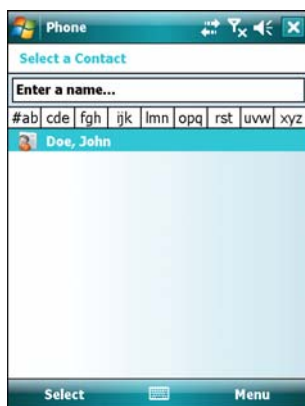 Phone
Select a Contact
Enter a name...
#ab cde fgh ijk lmn opq rst uvw xyz
Doe, John
Select Menu